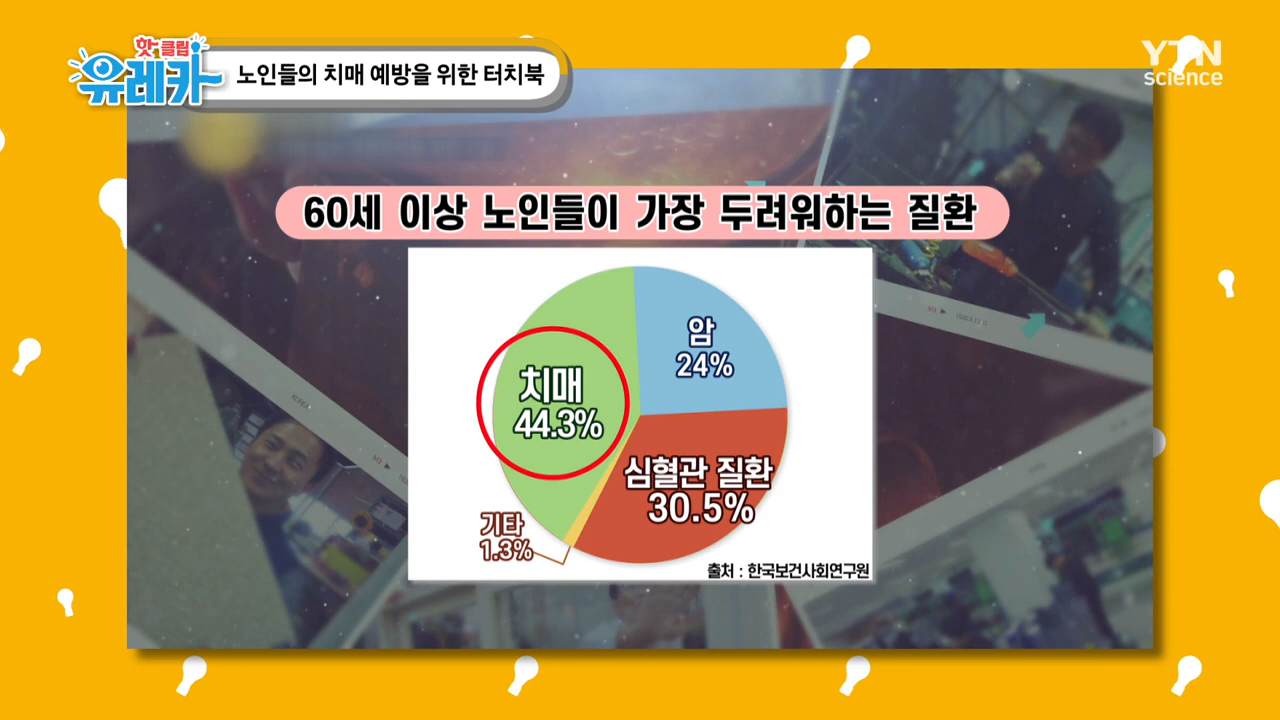 핫 클립
유레카
노인들의 치매 예방을 위한 터치북
YTN
science
60세 이상 노인들이 가장 두려워하는 질환
암
24%
치매
44.3%
심혈관 질환
30.5%
기타
1.3%
출처 : 한국보건사회연구원